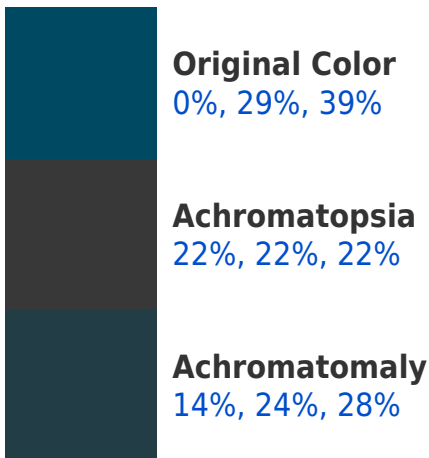 Original Color
0%, 29%, 39%
Achromatopsia
22%, 22%, 22%
Achromatomaly
14%, 24%, 28%